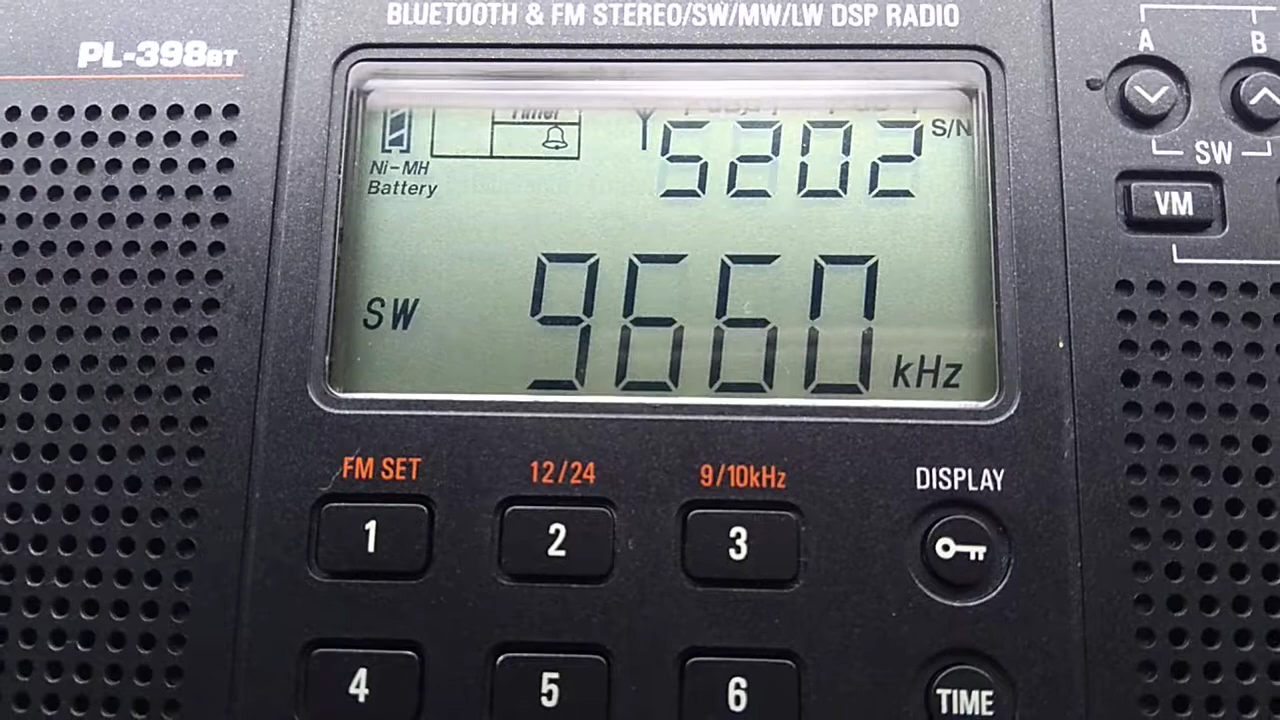 BLUETOOTH & FM STEREO/SW/MW/LW DSP RADIO
PL-398BT
A B
Timer
5202 S/N
Ni-MH
Battery
SW
VM
SW 9660 kHz
FM SET 12/24 9/10kHz DISPLAY
1 2 3
4 5 6 TIME